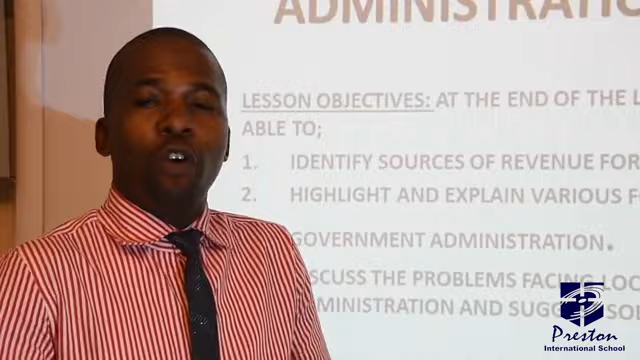 ADMINISTRATIO
LESSON OBJECTIVES: AT THE END OF THE L
ABLE TO;
1. IDENTIFY SOURCES OF REVENUE FOR
2. HIGHLIGHT AND EXPLAIN VARIOUS F
GOVERNMENT ADMINISTRATION.
SCUSS THE PROBLEMS FACING LOC
MINISTRATION AND SUGG SOL
Preston
International School